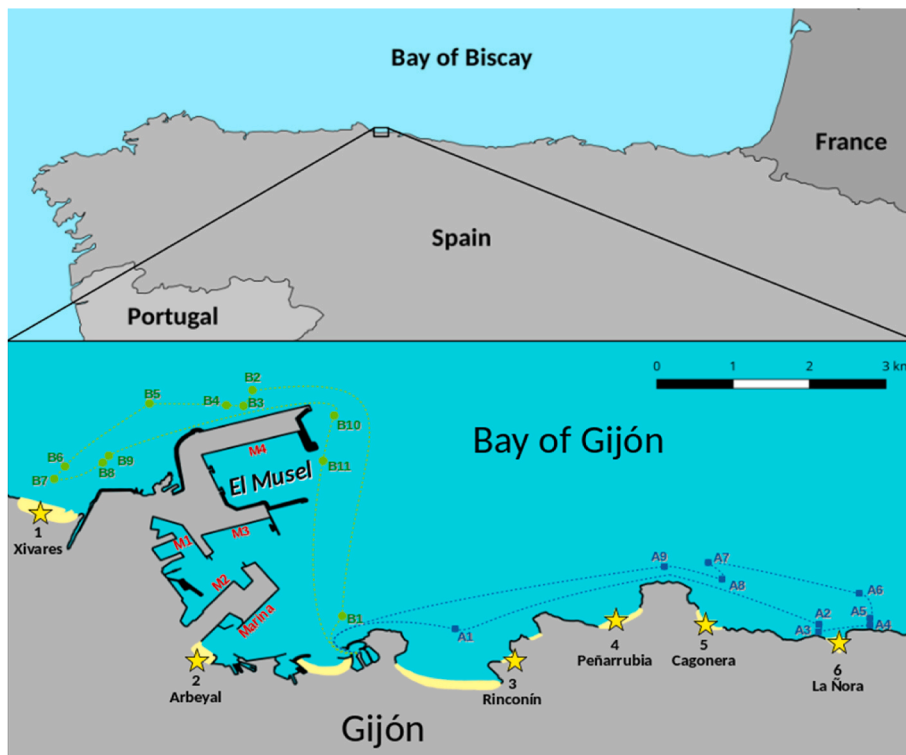 Bay of Biscay
France
Spain
Portugal
0 1 2 3 km
B2
B5
B4
B3
B10
M4
Bay of Gijón
B6
B9
B8
B7
El Musel
B11
1
Xivares
M1
M3
A9
A7
A8
M2
A6
Marina
B1
A1
A2
A5
A3
A4
2
Arbeyal
3
Rinconín
4
Peñarrubia
5
Cagonera
6
La Ñora
Gijón